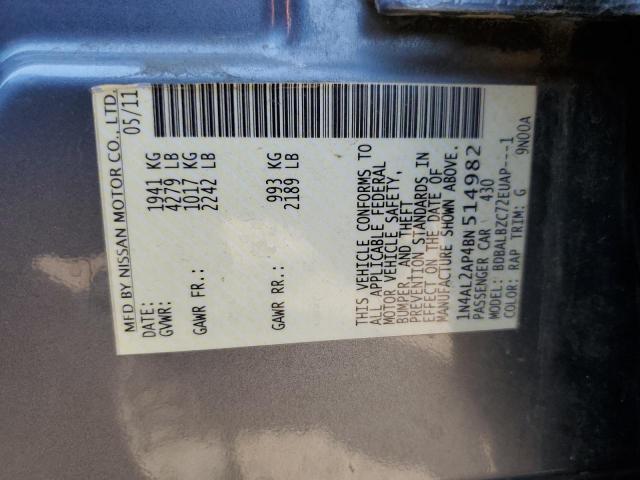 MFD BY NISSAN MOTOR CO., LTD.
DATE: 05/11
GVWR: 1941 KG
4279 LB
GAWR FR.: 1017 KG
2242 LB
GAWR RR.: 993 KG
2189 LB
THIS VEHICLE CONFORMS TO
ALL APPLICABLE FEDERAL
MOTOR VEHICLE SAFETY,
BUMPER, AND THEFT
PREVENTION STANDARDS IN
EFFECT ON THE DATE OF
MANUFACTURE SHOWN ABOVE.
1N4AL2AP4BN514982
PASSENGER CAR 430
MODEL: BDBALBZC72EUAP----1
COLOR: RAP TRIM: G 9N00A